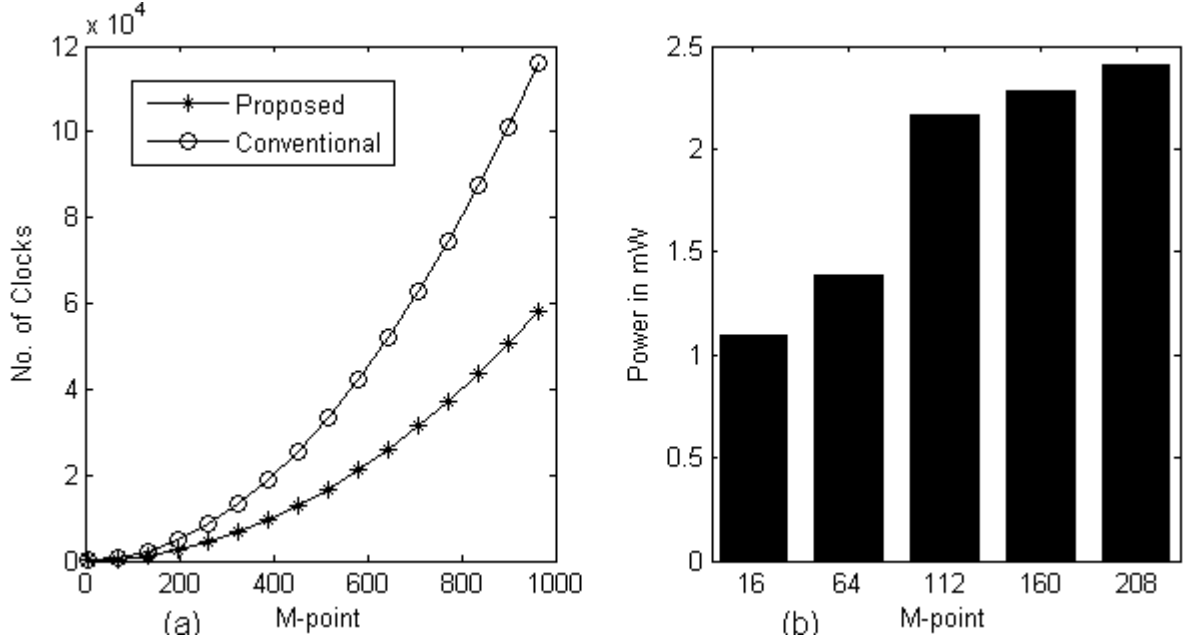 x 10^4
12
10
8
6
4
2
0
No. of Clocks
Proposed
Conventional
0 200 400 600 800 1000
M-point
(a)
2.5
2
1.5
1
0.5
0
Power in mW
16 64 112 160 208
M-point
(b)